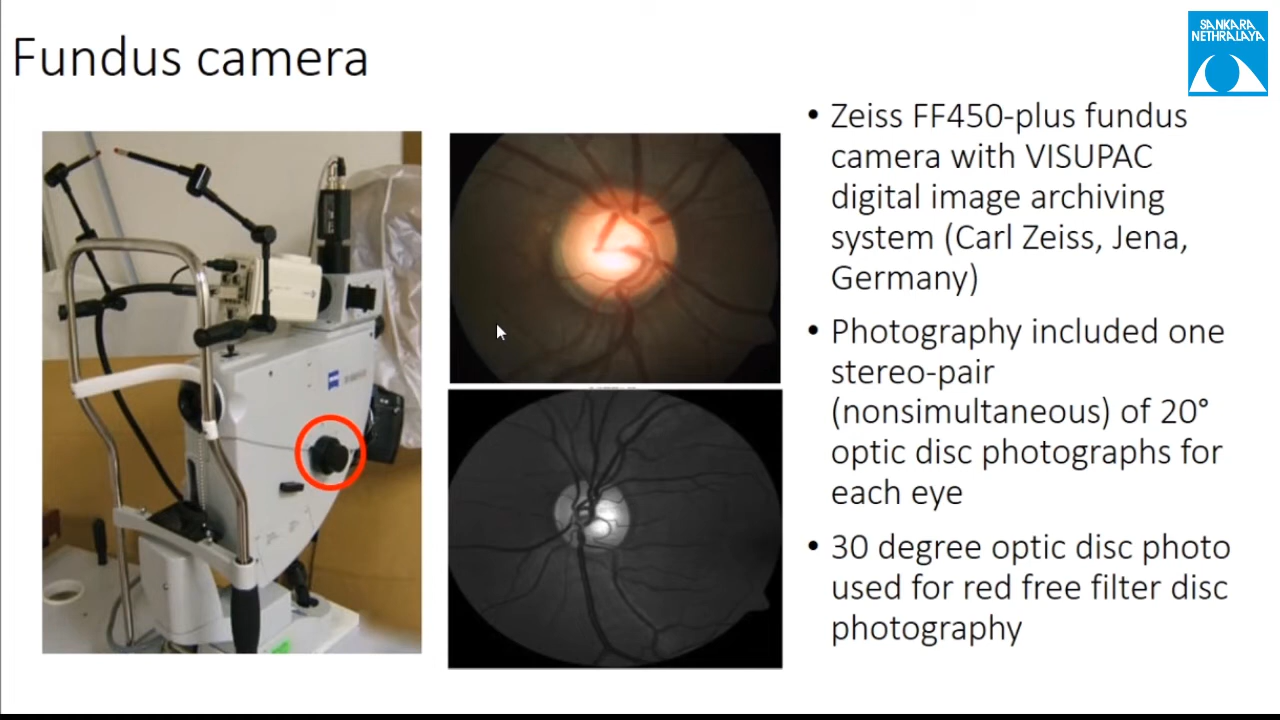 Fundus camera
SANKARA
NETHRALAYA
• Zeiss FF450-plus fundus
camera with VISUPAC
digital image archiving
system (Carl Zeiss, Jena,
Germany)
• Photography included one
stereo-pair
(nonsimultaneous) of 20°
optic disc photographs for
each eye
• 30 degree optic disc photo
used for red free filter disc
photography